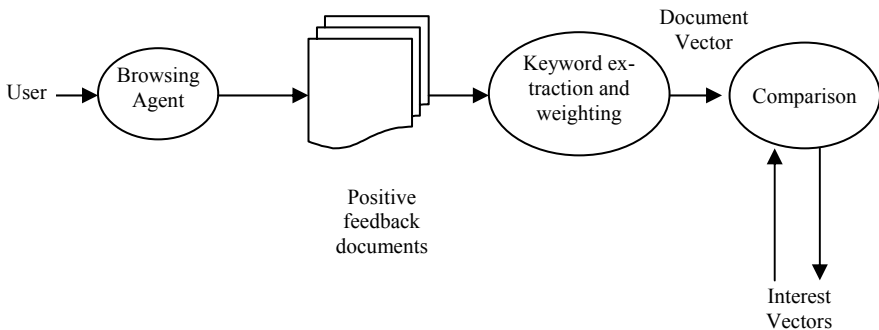 User
Browsing
Agent
Positive
feedback
documents
Keyword ex-
traction and
weighting
Document
Vector
Comparison
Interest
Vectors